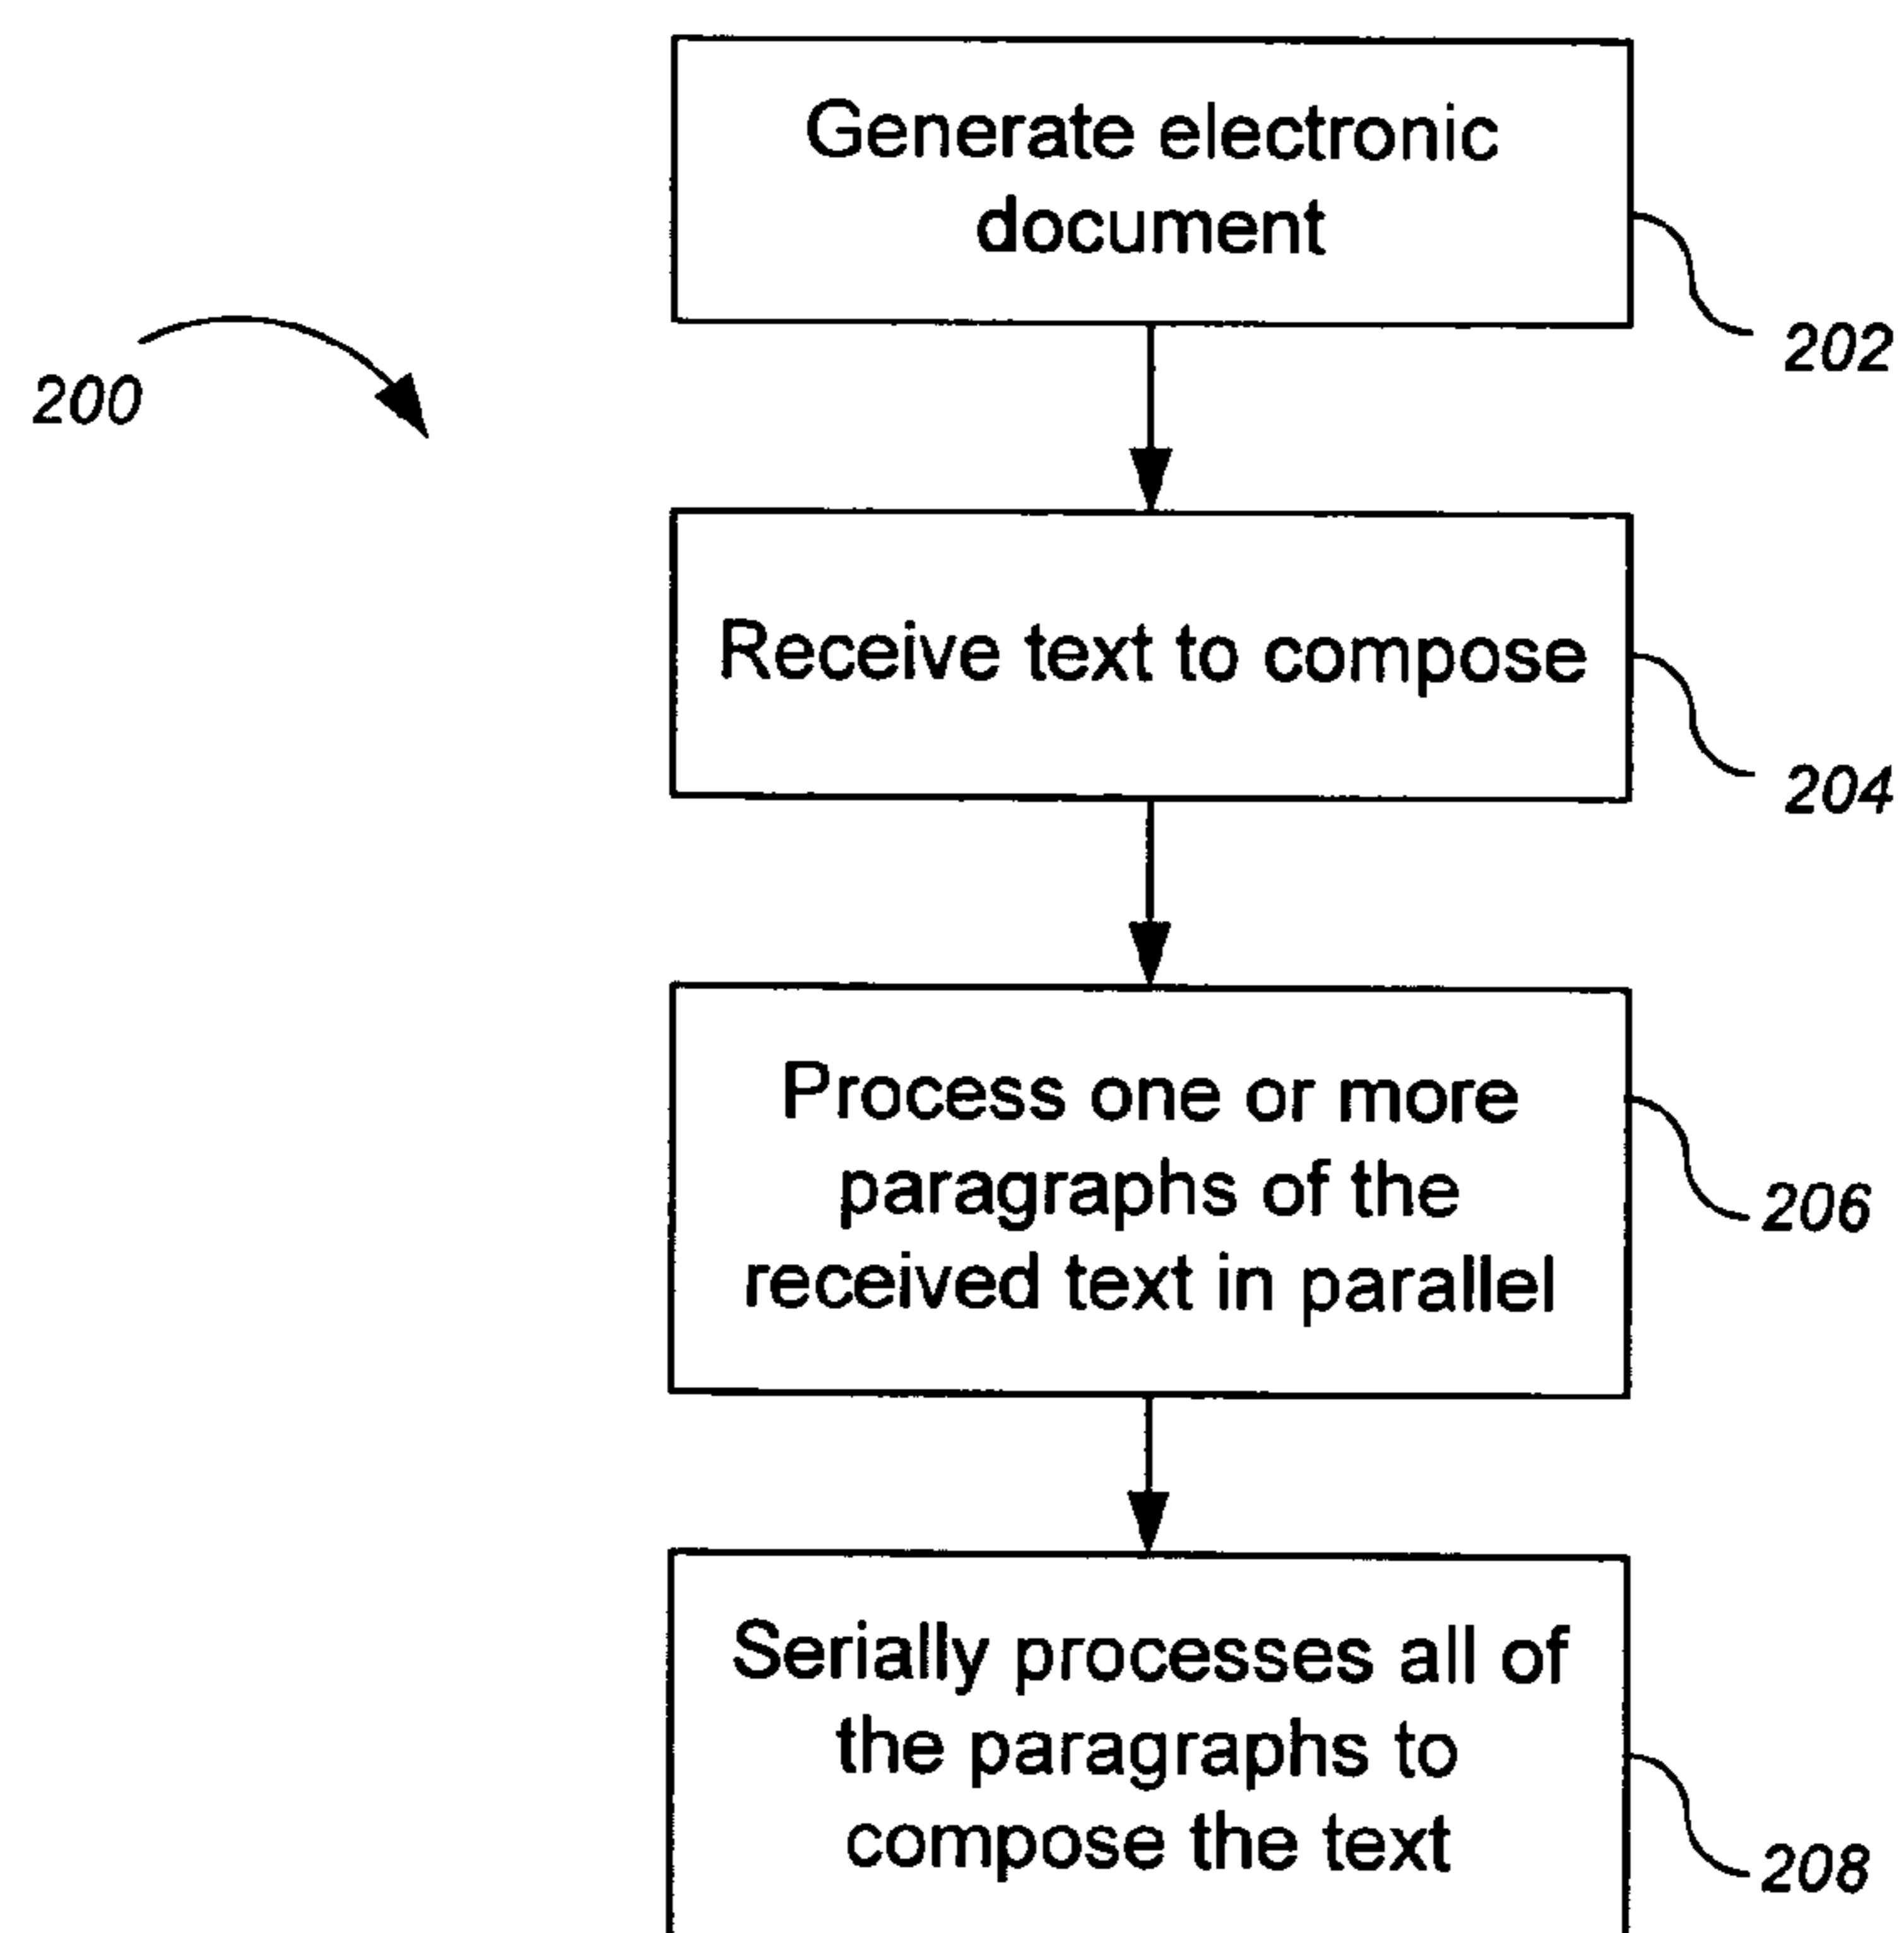 Generate electronic
document
202
200
Receive text to compose
204
Process one or more
paragraphs of the
received text in parallel
206
Serially processes all of
the paragraphs to
compose the text
208